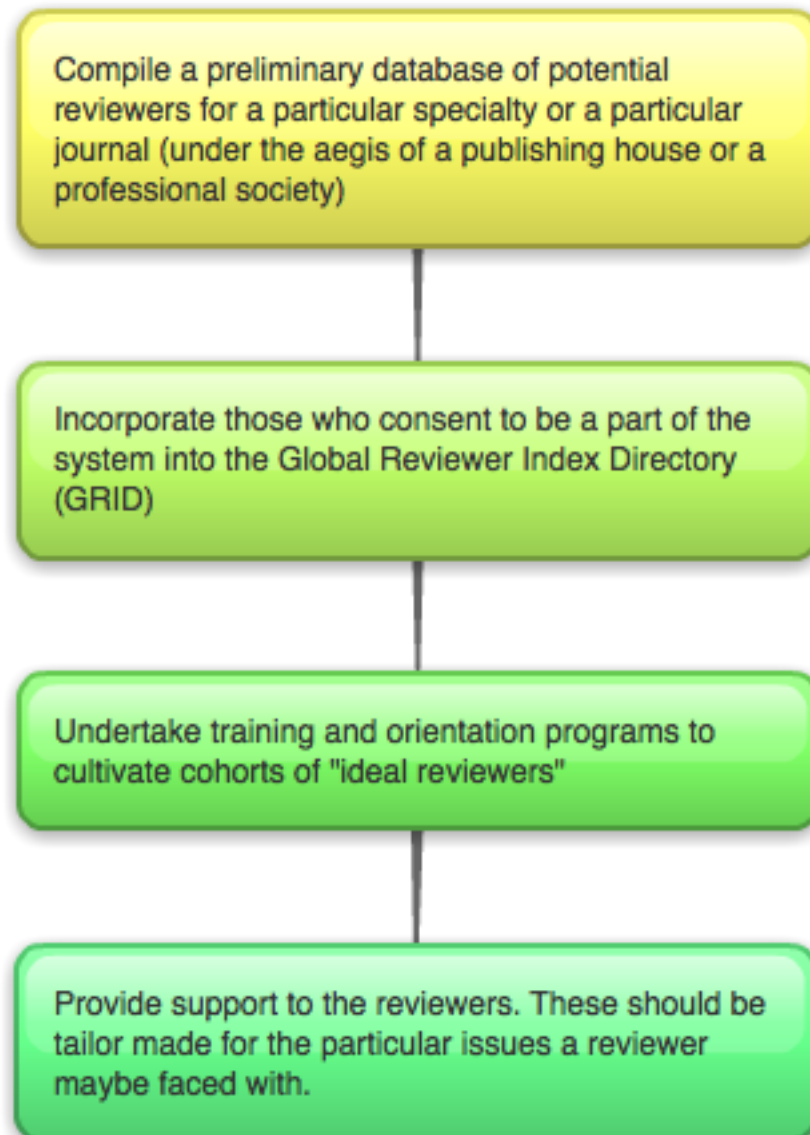 Compile a preliminary database of potential
reviewers for a particular specialty or a particular
journal (under the aegis of a publishing house or a
professional society)
Incorporate those who consent to be a part of the
system into the Global Reviewer Index Directory
(GRID)
Undertake training and orientation programs to
cultivate cohorts of "ideal reviewers"
Provide support to the reviewers. These should be
tailor made for the particular issues a reviewer
maybe faced with.